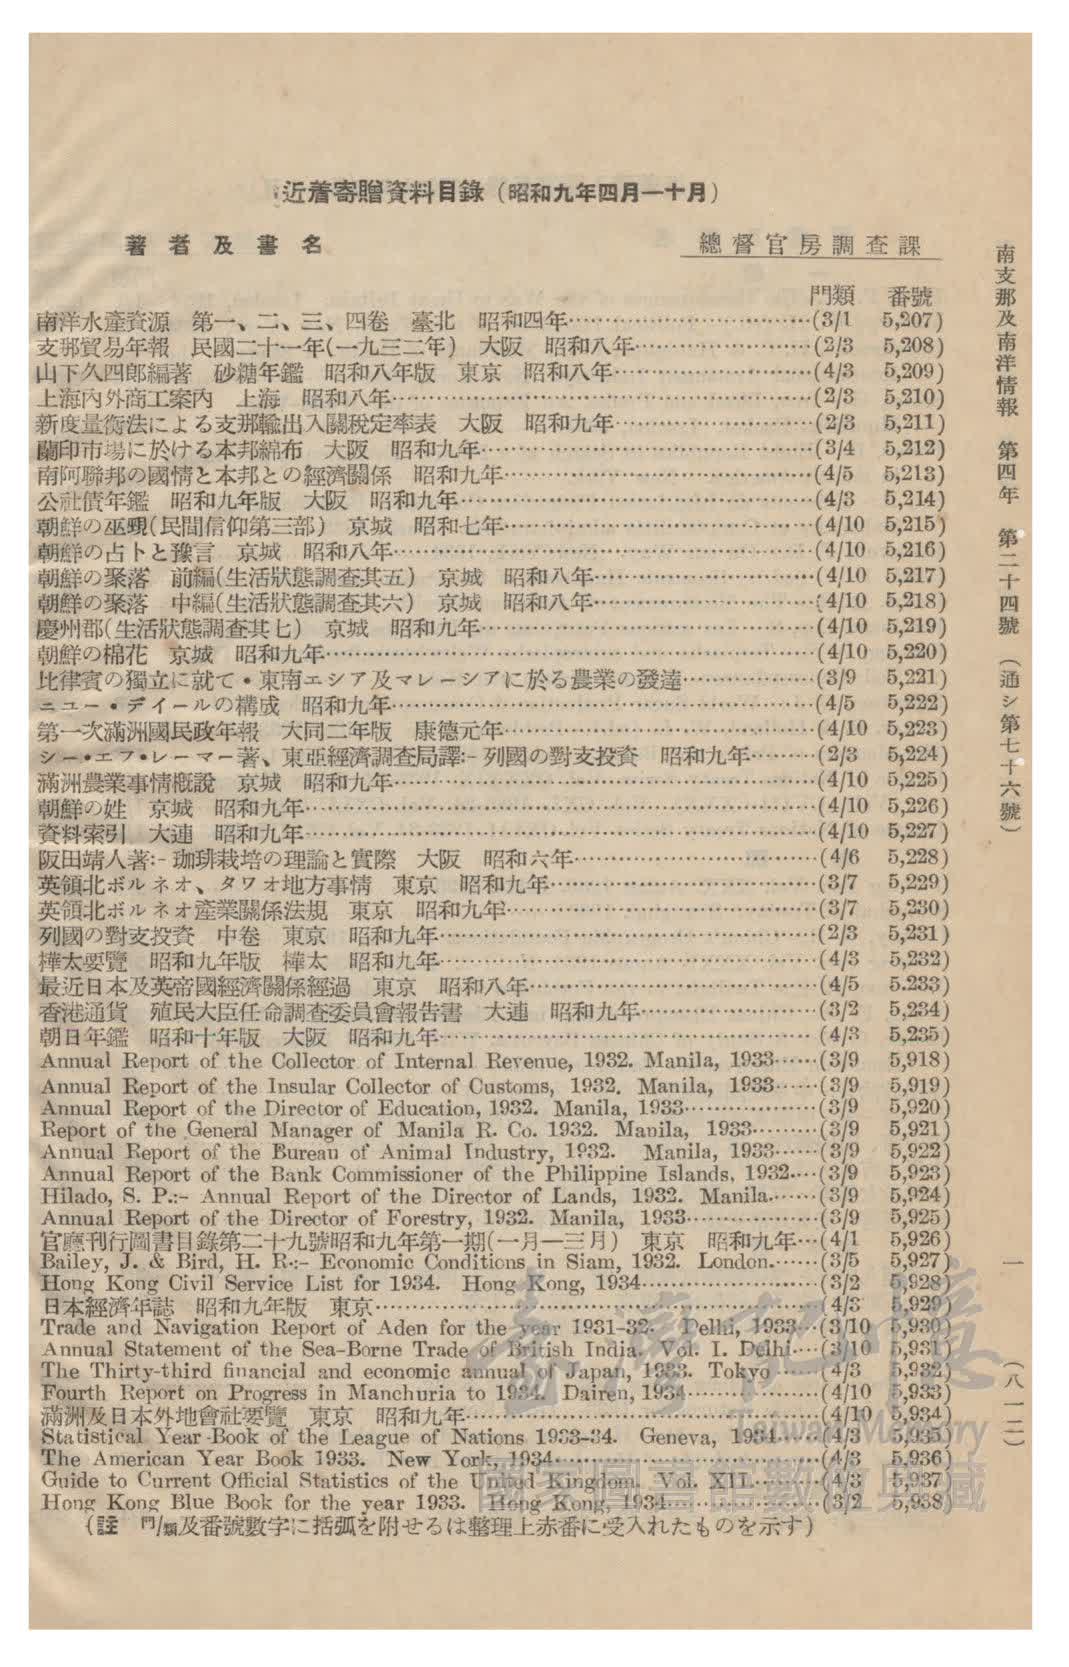 近着寄贈資料目錄（昭和九年四月—十月）
著者及書名
總督官房調查課
門類 番號
南洋水產資源 第一、二、三、四卷 臺北 昭和四年……(3/1 5,207)
支那貿易年報 民國二十一年(一九三二年) 大阪 昭和八年……(2/3 5,208)
山下久四郎編著 砂糖年鑑 昭和八年版 東京 昭和八年……(4/3 5,209)
上海內外商工案內 上海 昭和八年……(2/3 5,210)
新度量衡法による支那輸出入關稅定率表 大阪 昭和九年……(2/3 5,211)
蘭印市場に於ける本邦綿布 大阪 昭和九年……(3/4 5,212)
南阿聯邦の國情と本邦との經濟關係 昭和九年……(4/5 5,213)
公社債年鑑 昭和九年版 大阪 昭和九年……(4/3 5,214)
朝鮮の巫覡(民間信仰第三部) 京城 昭和七年……(4/10 5,215)
朝鮮の占卜と豫言 京城 昭和八年……(4/10 5,216)
朝鮮の聚落 前編(生活狀態調查其五) 京城 昭和八年……(4/10 5,217)
朝鮮の聚落 中編(生活狀態調查其六) 京城 昭和八年……(4/10 5,218)
慶州郡(生活狀態調查其七) 京城 昭和九年……(4/10 5,219)
朝鮮の棉花 京城 昭和九年……(4/10 5,220)
比律賓の獨立に就て・東南エシア及マレーシアに於る農業の發達……(3/9 5,221)
ニユー・デイールの構成 昭和九年……(4/5 5,222)
第一次滿洲國民政年報 大同二年版 康德元年……(4/10 5,223)
シー・エフ・レーマー著、東亞經濟調查局譯:- 列國の對支投資 昭和九年……(2/3 5,224)
滿洲農業事情槪說 京城 昭和九年……(4/10 5,225)
朝鮮の姓 京城 昭和九年……(4/10 5,226)
資料索引 大連 昭和九年……(4/10 5,227)
阪田靖人著:- 珈琲栽培の理論と實際 大阪 昭和六年……(4/6 5,228)
英領北ボルネオ、タワオ地方事情 東京 昭和九年……(3/7 5,229)
英領北ボルネオ產業關係法規 東京 昭和九年……(3/7 5,230)
列國の對支投資 中卷 東京 昭和九年……(2/3 5,231)
樺太要覽 昭和九年版 樺太 昭和九年……(4/3 5,232)
最近日本及英帝國經濟關係經過 東京 昭和八年……(4/5 5.233)
香港通貨 殖民大臣任命調查委員會報吿書 大連 昭和九年……(3/2 5,234)
朝日年鑑 昭和十年版 大阪 昭和九年……(4/3 5,235)
Annual Report of the Collector of Internal Revenue, 1932. Manila, 1933……(3/9 5,918)
Annual Report of the Insular Collector of Customs, 1932. Manila, 1933……(3/9 5,919)
Annual Report of the Director of Education, 1932. Manila, 1933……(3/9 5,920)
Report of the General Manager of Manila R. Co. 1932. Manila, 1933……(3/9 5,921)
Annual Report of the Bureau of Animal Industry, 1932. Manila, 1933……(3/9 5,922)
Annual Report of the Bank Commissioner of the Philippine Islands, 1932……(3/9 5,923)
Hilado, S. P.:- Annual Report of the Director of Lands, 1932. Manila……(3/9 5,924)
Annual Report of the Director of Forestry, 1932. Manila, 1933……(3/9 5,925)
官廳刊行圖書目錄第二十九號昭和九年第一期(一月—三月) 東京 昭和九年…(4/1 5,926)
Bailey, J. & Bird, H. R.:- Economic Conditions in Siam, 1932. London……(3/5 5,927)
Hong Kong Civil Service List for 1934. Hong Kong, 1934……(3/2 5,928)
日本經濟年誌 昭和九年版 東京……(4/3 5,929)
Trade and Navigation Report of Aden for the year 1931-32. Delhi, 1933…(3/10 5,930)
Annual Statement of the Sea-Borne Trade of British India. Vol. I. Delhi……(3/10 5,931)
The Thirty-third financial and economic annual of Japan, 1933. Tokyo……(4/3 5,932)
Fourth Report on Progress in Manchuria to 1934. Dairen, 1934……(4/10 5,933)
滿洲及日本外地會社要覽 東京 昭和九年……(4/10 5,934)
Statistical Year-Book of the League of Nations 1933-34. Geneva, 1934……(4/3 5,935)
The American Year Book 1933. New York, 1934……(4/3 5,936)
Guide to Current Official Statistics of the United Kingdom. Vol. XII……(4/3 5,937)
Hong Kong Blue Book for the year 1933. Hong Kong, 1934……(3/2 5,938)
(註 門/類及番號數字に括弧を附せるは整理上赤番に受入れたものを示す)
南支那及南洋情報 第四年 第二十四號 （通シ第七十六號）
一
（八一二）
臺灣記憶
Taiwan Memory
國家圖書館數位典藏